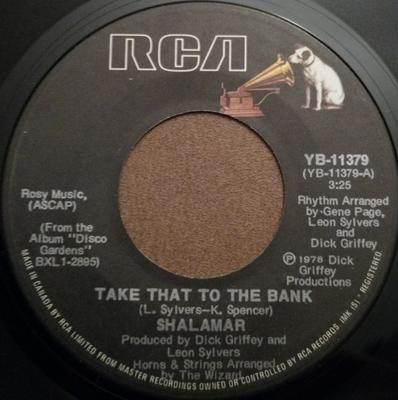 RCA
YB-11379
(YB-11379-A)
3:25
Rosy Music,
(ASCAP)
(From the
Album "Disco
Gardens"
BXL1-2895)
Rhythm Arranged
by-Gene Page,
Leon Sylvers
and
Dick Griffey
℗ 1978 Dick
Griffey
Productions
TAKE THAT TO THE BANK
(L. Sylvers-K. Spencer)
SHALAMAR
Produced by Dick Griffey and
Leon Sylvers
Horns & Strings Arranged
by The Wizard
MADE IN CANADA BY RCA LIMITED FROM MASTER RECORDINGS OWNED OR CONTROLLED BY RCA RECORDS. ·MK (S) · REGISTERED.